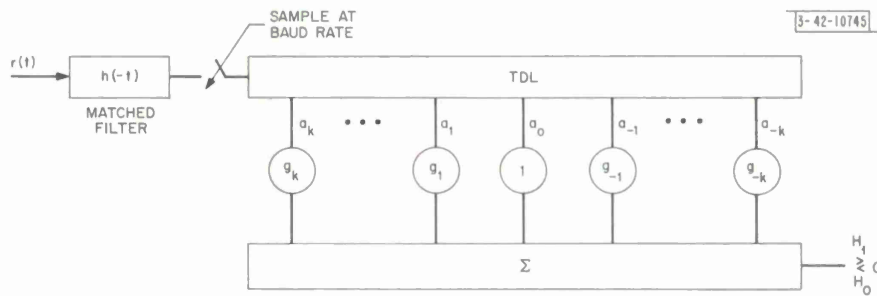 SAMPLE AT
BAUD RATE
3-42-10745
r(t)
h(-t)
TDL
MATCHED
FILTER
a_k ... a_1 a_0 a_-1 ... a_-k
g_k g_1 1 g_-1 g_-k
Σ
H_1
≷ 0
H_0